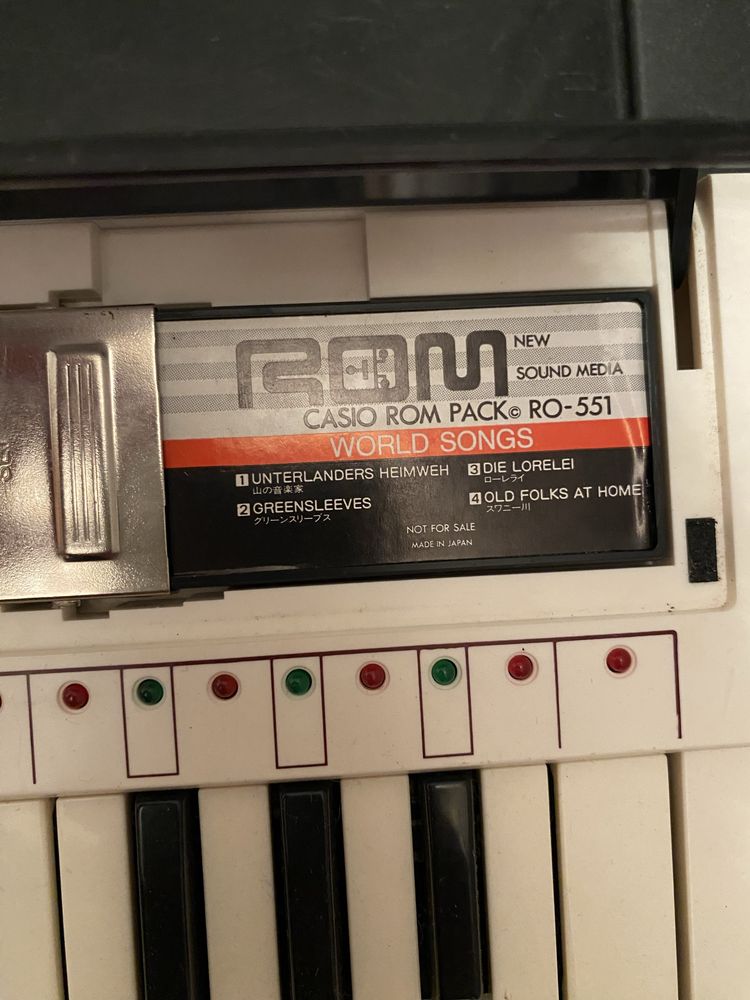 ROM
NEW
SOUND MEDIA
CASIO ROM PACK© RO-551
WORLD SONGS
1 UNTERLANDERS HEIMWEH
山の音楽家
2 GREENSLEEVES
グリーンスリーブス
3 DIE LORELEI
ローレライ
4 OLD FOLKS AT HOME
スワニー川
NOT FOR SALE
MADE IN JAPAN